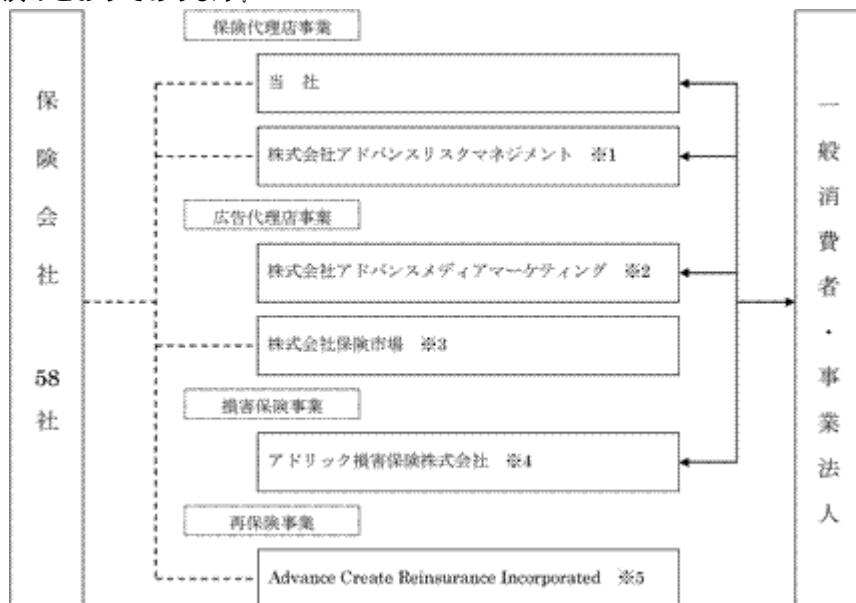 保険代理店事業
当 社
株式会社アドバンスリスクマネジメント ※1
広告代理店事業
株式会社アドバンスメディアマーケティング ※2
株式会社保険市場 ※3
損害保険事業
アドリック損害保険株式会社 ※4
再保険事業
Advance Create Reinsurance Incorporated ※5
保険会社 58社
一般消費者・事業法人